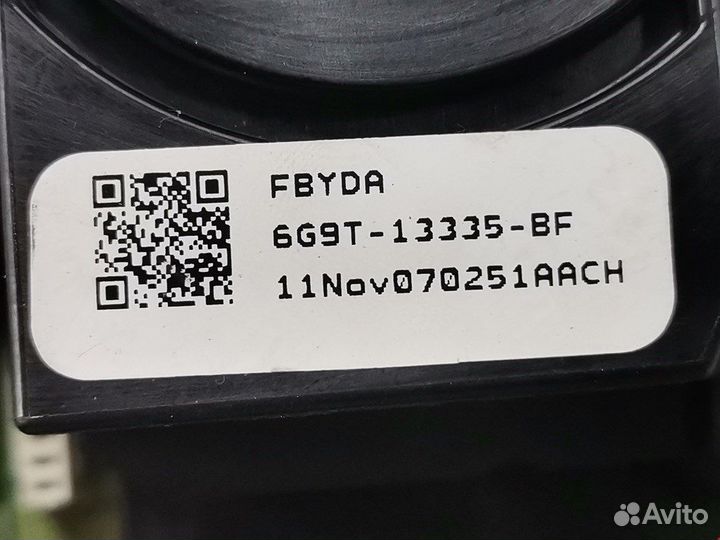 FBYDA
6G9T-13335-BF
11Nov070251AACH
Avito